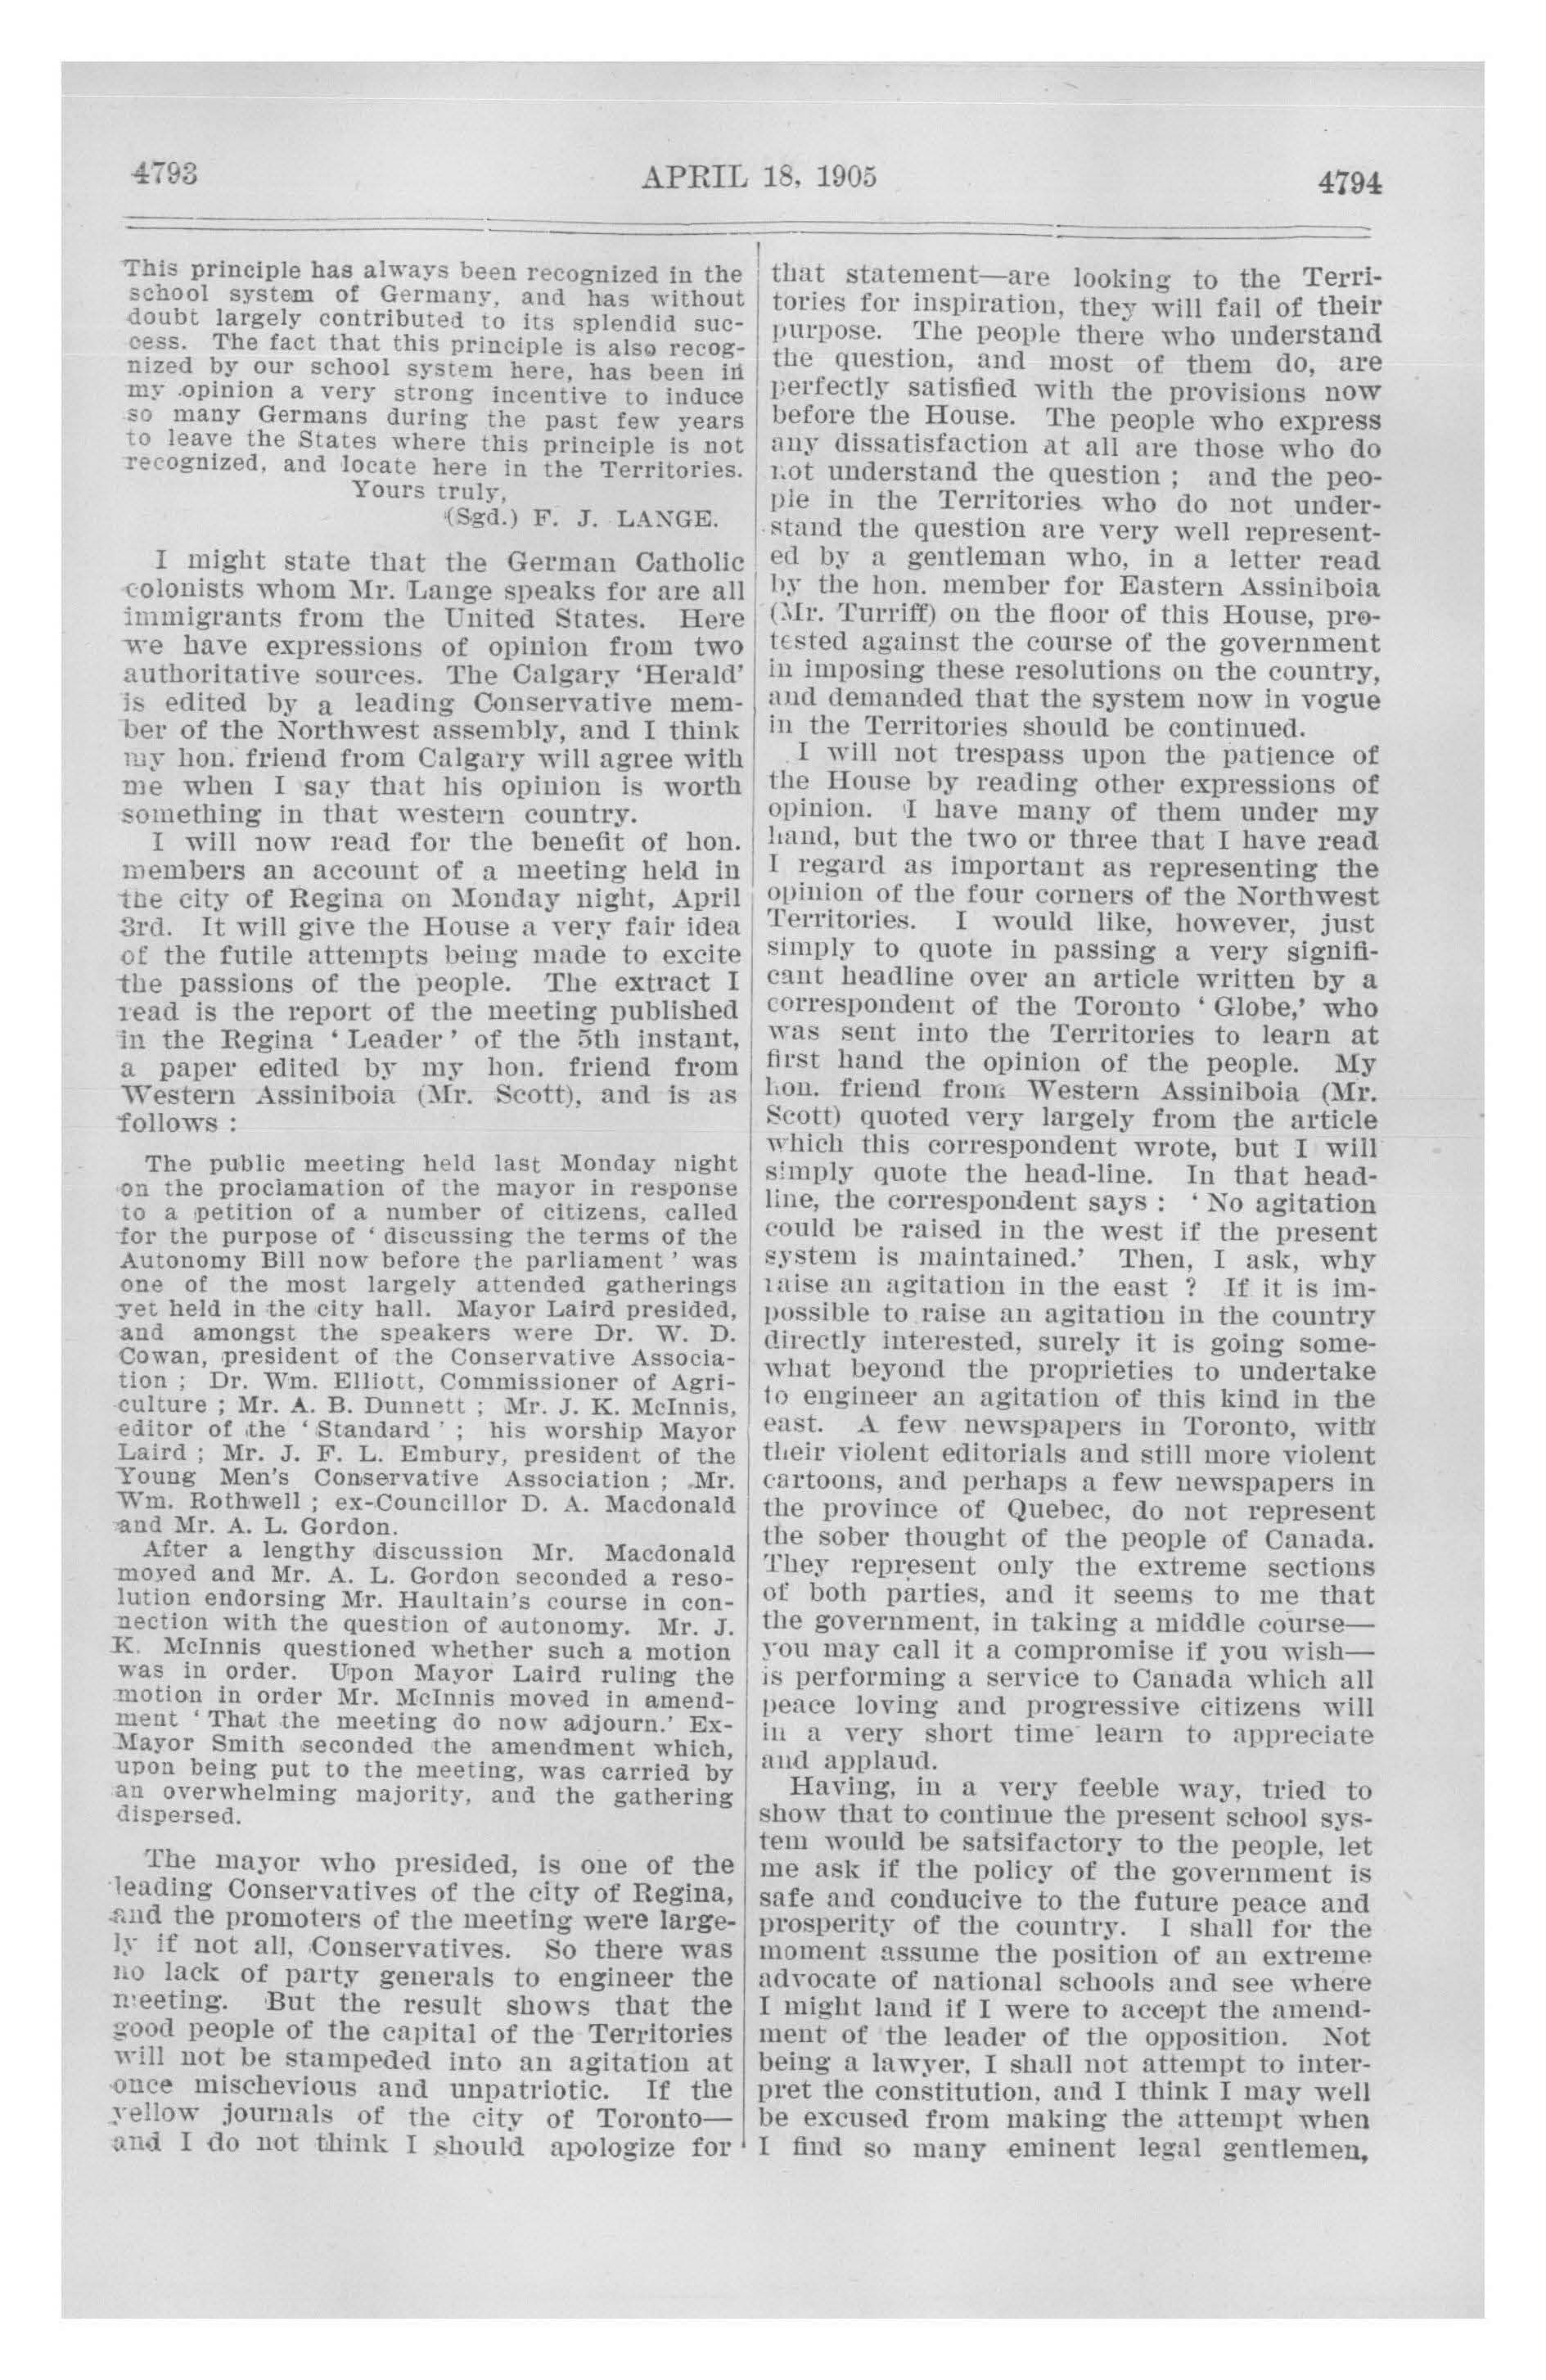 4793
APRIL 18, 1905
4794
This principle has always been recognized in the
school system of Germany, and has without
doubt largely contributed to its splendid suc-
cess. The fact that this principle is also recog-
nized by our school system here, has been in
my opinion a very strong incentive to induce
so many Germans during the past few years
to leave the States where this principle is not
recognized, and locate here in the Territories.
Yours truly,
(Sgd.) F. J. LANGE.
I might state that the German Catholic
colonists whom Mr. Lange speaks for are all
immigrants from the United States. Here
we have expressions of opinion from two
authoritative sources. The Calgary 'Herald'
is edited by a leading Conservative mem-
ber of the Northwest assembly, and I think
my hon. friend from Calgary will agree with
me when I say that his opinion is worth
something in that western country.
I will now read for the benefit of hon.
members an account of a meeting held in
the city of Regina on Monday night, April
3rd. It will give the House a very fair idea
of the futile attempts being made to excite
the passions of the people. The extract I
read is the report of the meeting published
in the Regina ' Leader ' of the 5th instant,
a paper edited by my hon. friend from
Western Assiniboia (Mr. Scott), and is as
follows :
The public meeting held last Monday night
on the proclamation of the mayor in response
to a petition of a number of citizens, called
for the purpose of ' discussing the terms of the
Autonomy Bill now before the parliament ' was
one of the most largely attended gatherings
yet held in the city hall. Mayor Laird presided,
and amongst the speakers were Dr. W. D.
Cowan, president of the Conservative Associa-
tion ; Dr. Wm. Elliott, Commissioner of Agri-
culture ; Mr. A. B. Dunnett ; Mr. J. K. McInnis,
editor of the ' Standard ' ; his worship Mayor
Laird ; Mr. J. F. L. Embury, president of the
Young Men's Conservative Association ; Mr.
Wm. Rothwell ; ex-Councillor D. A. Macdonald
and Mr. A. L. Gordon.
After a lengthy discussion Mr. Macdonald
moved and Mr. A. L. Gordon seconded a reso-
lution endorsing Mr. Haultain's course in con-
nection with the question of autonomy. Mr. J.
K. McInnis questioned whether such a motion
was in order. Upon Mayor Laird ruling the
motion in order Mr. McInnis moved in amend-
ment ' That the meeting do now adjourn.' Ex-
Mayor Smith seconded the amendment which,
upon being put to the meeting, was carried by
an overwhelming majority, and the gathering
dispersed.
The mayor who presided, is one of the
leading Conservatives of the city of Regina,
and the promoters of the meeting were large-
ly if not all, Conservatives. So there was
no lack of party generals to engineer the
meeting. But the result shows that the
good people of the capital of the Territories
will not be stampeded into an agitation at
once mischevious and unpatriotic. If the
yellow journals of the city of Toronto—
and I do not think I should apologize for
that statement—are looking to the Terri-
tories for inspiration, they will fail of their
purpose. The people there who understand
the question, and most of them do, are
perfectly satisfied with the provisions now
before the House. The people who express
any dissatisfaction at all are those who do
not understand the question ; and the peo-
ple in the Territories who do not under-
stand the question are very well represent-
ed by a gentleman who, in a letter read
by the hon. member for Eastern Assiniboia
(Mr. Turriff) on the floor of this House, pro-
tested against the course of the government
in imposing these resolutions on the country,
and demanded that the system now in vogue
in the Territories should be continued.
I will not trespass upon the patience of
the House by reading other expressions of
opinion. I have many of them under my
hand, but the two or three that I have read
I regard as important as representing the
opinion of the four corners of the Northwest
Territories. I would like, however, just
simply to quote in passing a very signifi-
cant headline over an article written by a
correspondent of the Toronto ' Globe,' who
was sent into the Territories to learn at
first hand the opinion of the people. My
hon. friend from Western Assiniboia (Mr.
Scott) quoted very largely from the article
which this correspondent wrote, but I will
simply quote the head-line. In that head-
line, the correspondent says : ' No agitation
could be raised in the west if the present
system is maintained.' Then, I ask, why
raise an agitation in the east ? If it is im-
possible to raise an agitation in the country
directly interested, surely it is going some-
what beyond the proprieties to undertake
to engineer an agitation of this kind in the
east. A few newspapers in Toronto, with
their violent editorials and still more violent
cartoons, and perhaps a few newspapers in
the province of Quebec, do not represent
the sober thought of the people of Canada.
They represent only the extreme sections
of both parties, and it seems to me that
the government, in taking a middle course—
you may call it a compromise if you wish—
is performing a service to Canada which all
peace loving and progressive citizens will
in a very short time learn to appreciate
and applaud.
Having, in a very feeble way, tried to
show that to continue the present school sys-
tem would be satsifactory to the people, let
me ask if the policy of the government is
safe and conducive to the future peace and
prosperity of the country. I shall for the
moment assume the position of an extreme
advocate of national schools and see where
I might land if I were to accept the amend-
ment of the leader of the opposition. Not
being a lawyer, I shall not attempt to inter-
pret the constitution, and I think I may well
be excused from making the attempt when
I find so many eminent legal gentlemen,